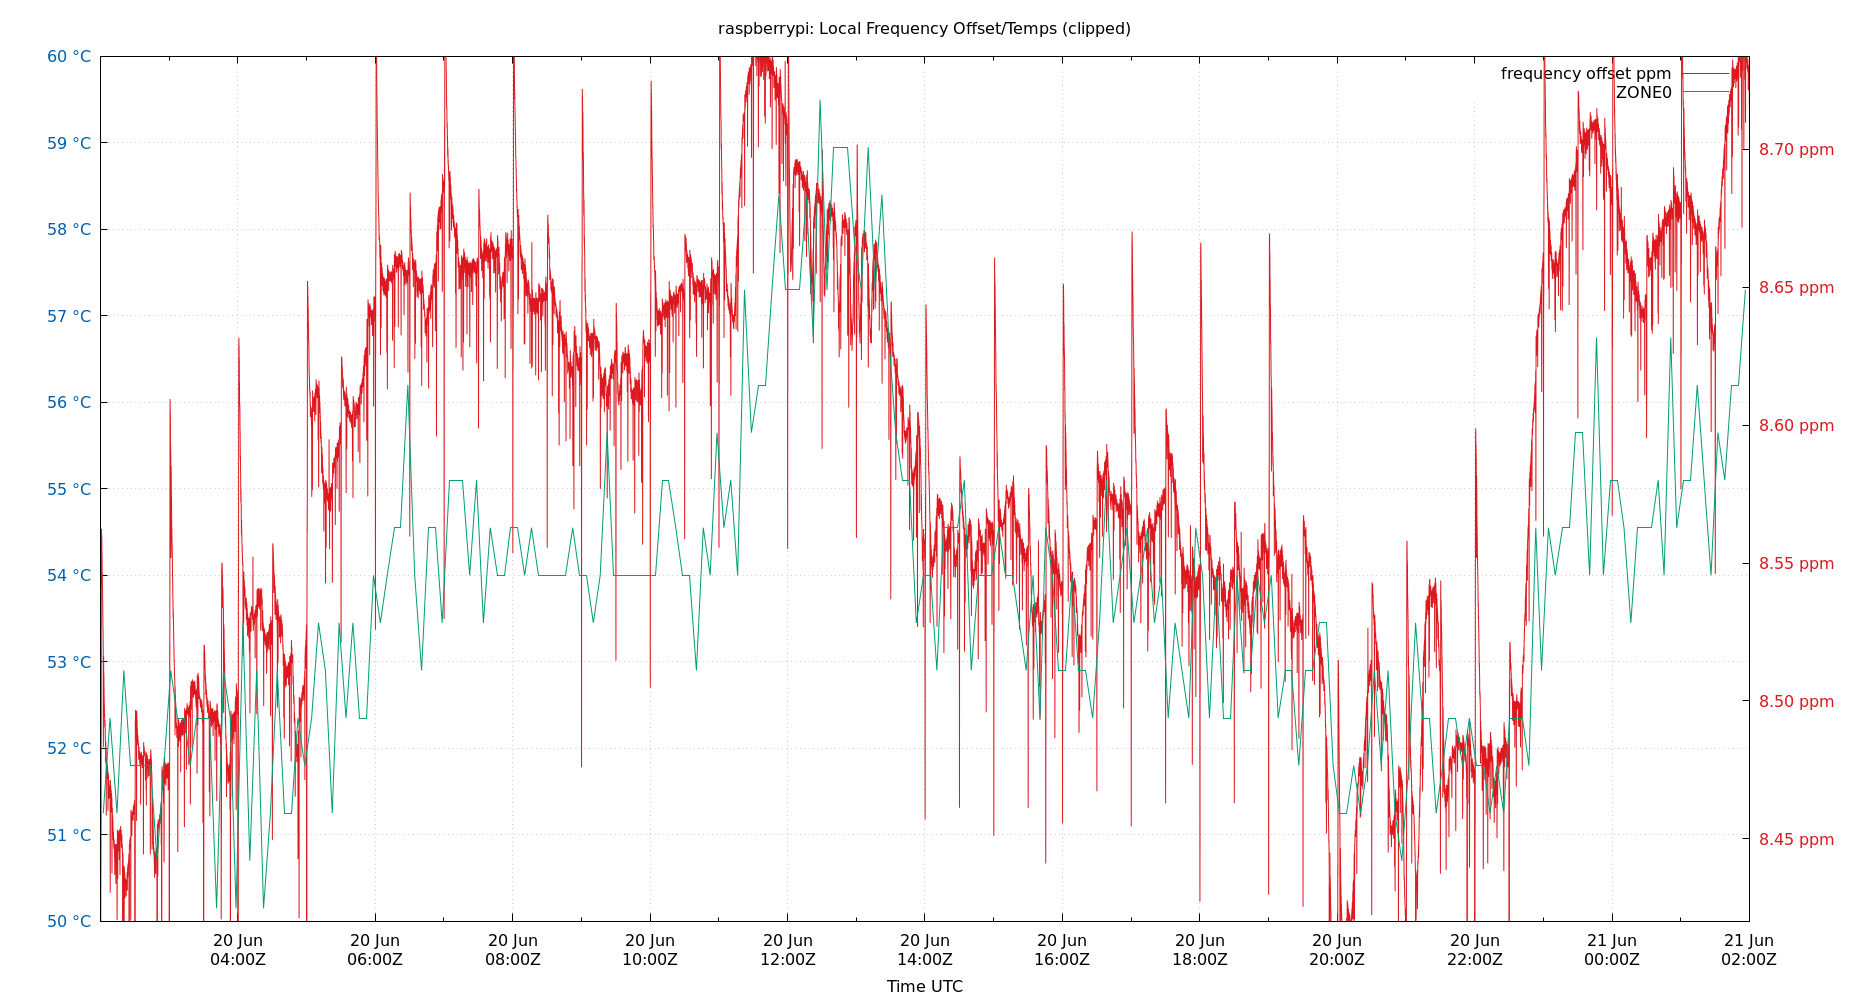 raspberrypi: Local Frequency Offset/Temps (clipped)
frequency offset ppm
ZONE0
60 °C
59 °C
58 °C
57 °C
56 °C
55 °C
54 °C
53 °C
52 °C
51 °C
50 °C
8.70 ppm
8.65 ppm
8.60 ppm
8.55 ppm
8.50 ppm
8.45 ppm
20 Jun 20 Jun 20 Jun 20 Jun 20 Jun 20 Jun 20 Jun 20 Jun 20 Jun 20 Jun 21 Jun 21 Jun
04:00Z 06:00Z 08:00Z 10:00Z 12:00Z 14:00Z 16:00Z 18:00Z 20:00Z 22:00Z 00:00Z 02:00Z
Time UTC